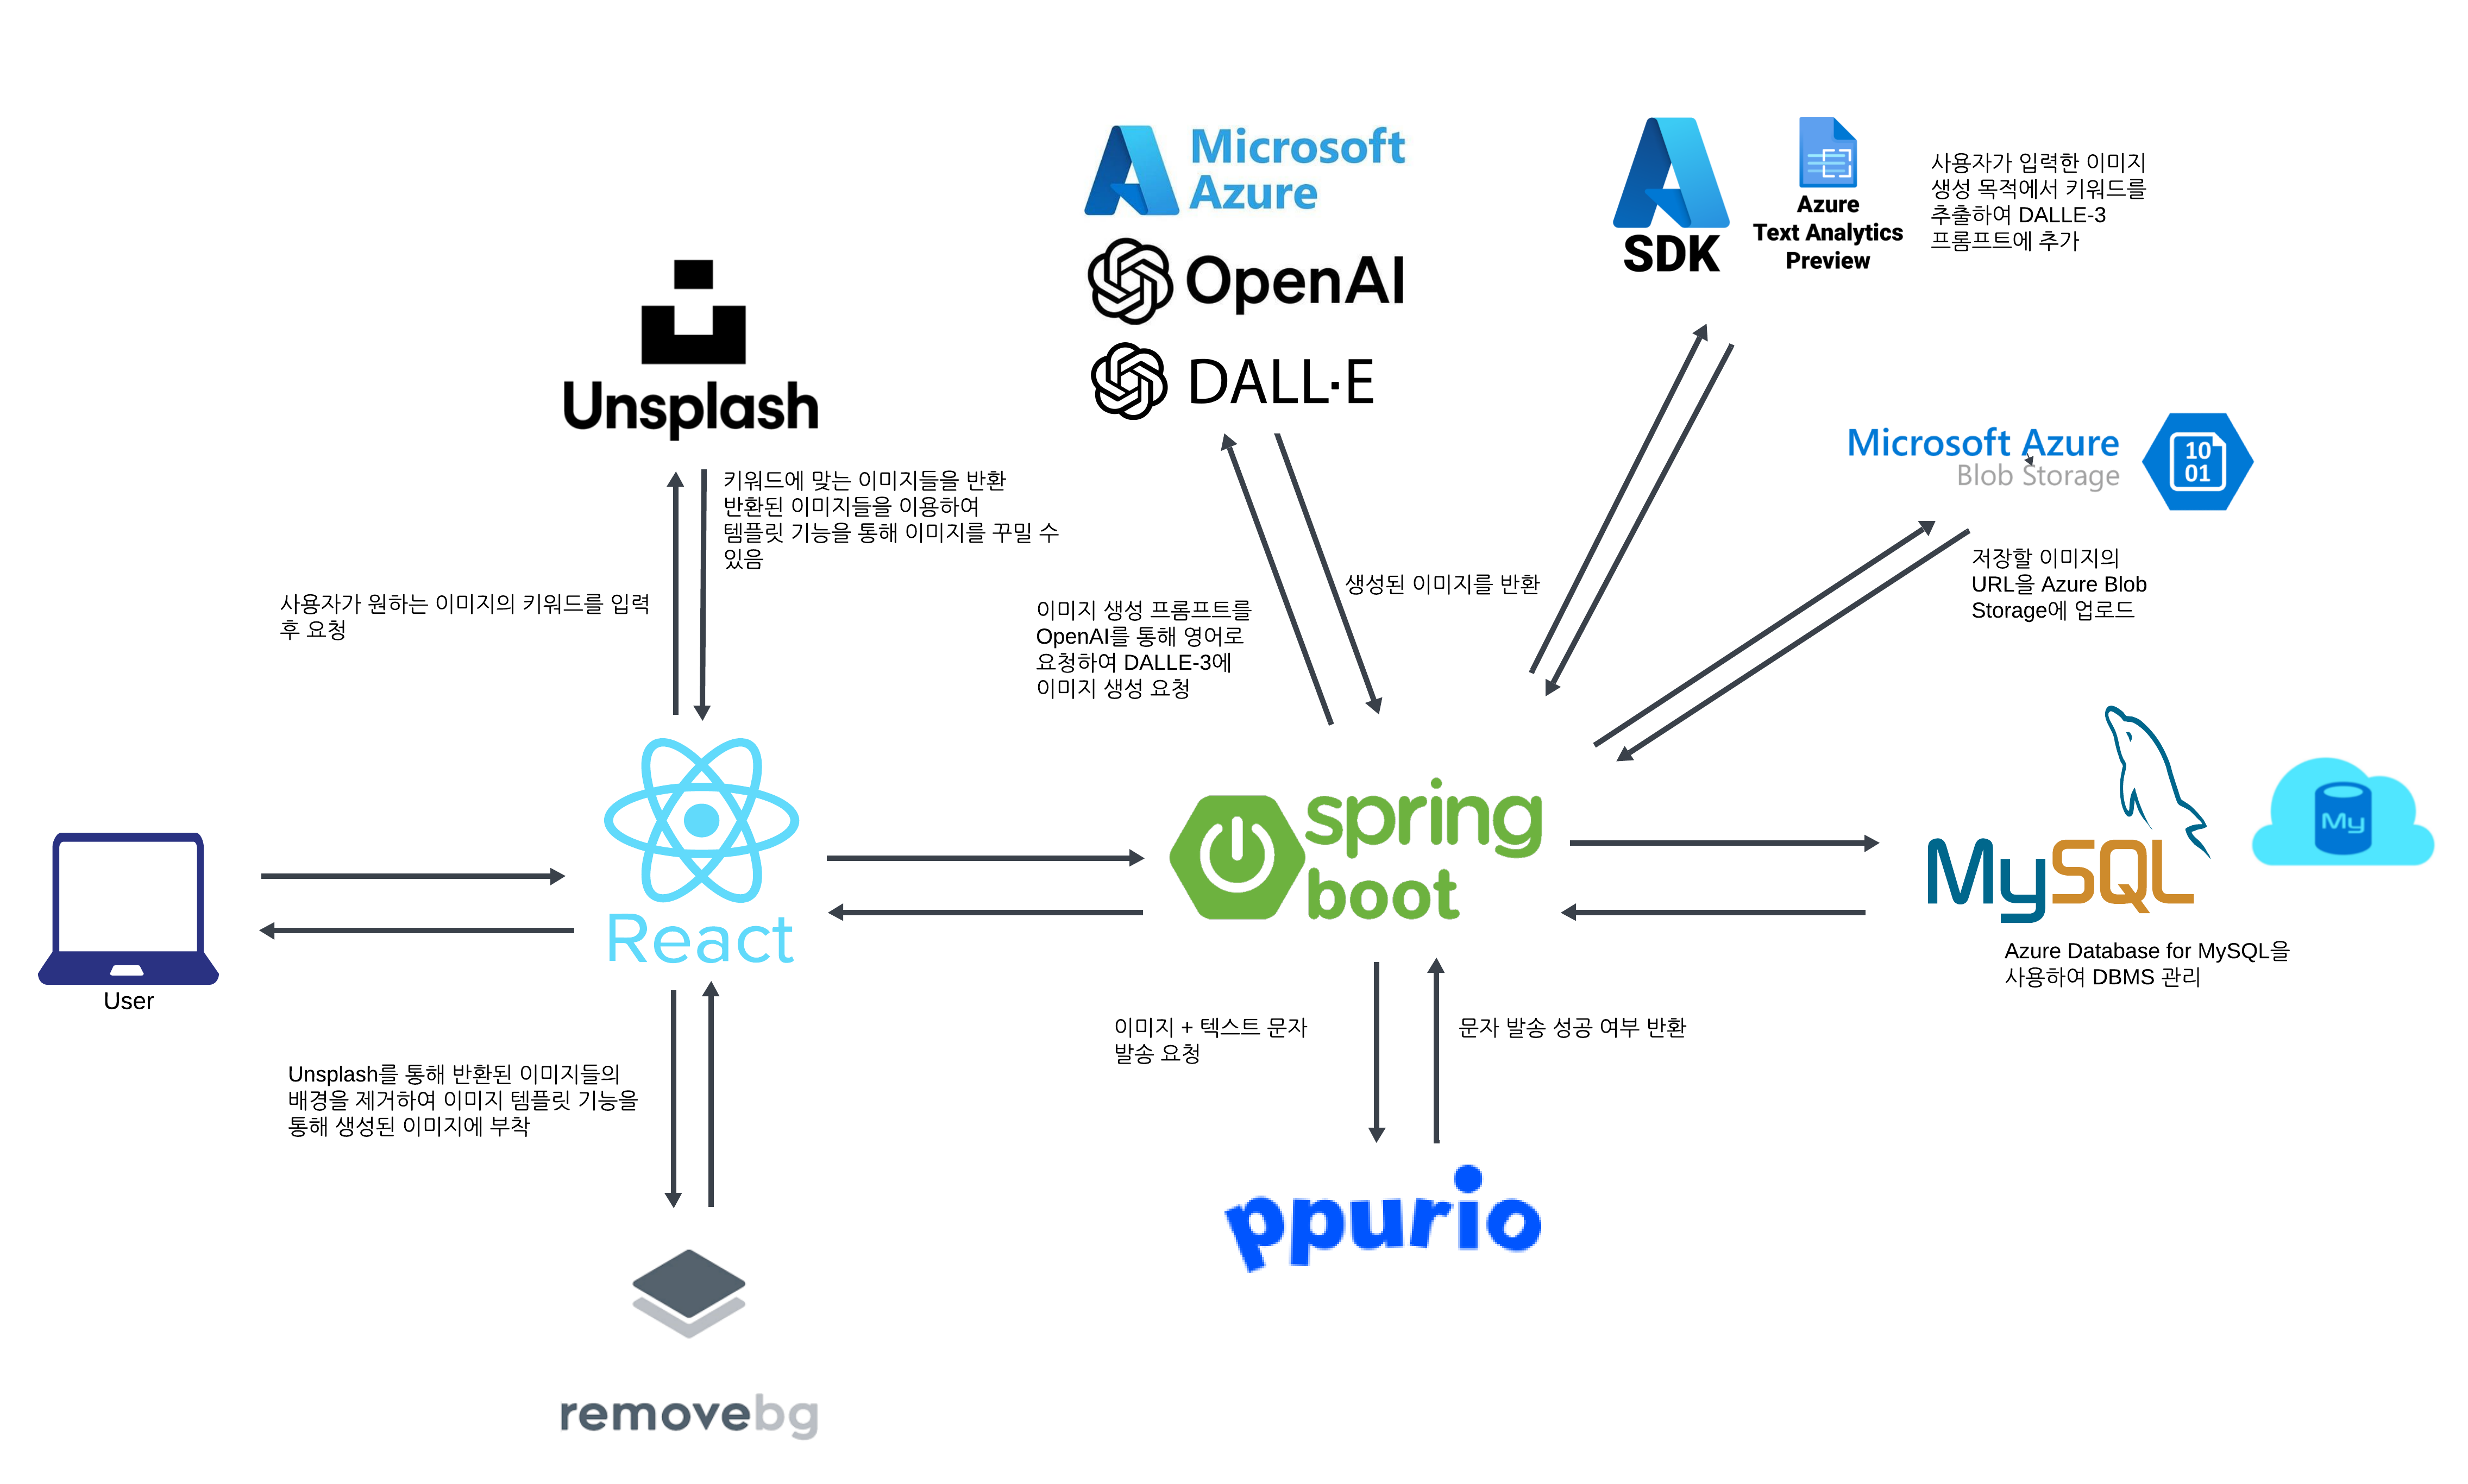 Microsoft
Azure
OpenAI
DALL·E
SDK
Azure
Text Analytics
Preview
사용자가 입력한 이미지
생성 목적에서 키워드를
추출하여 DALLE-3
프롬프트에 추가
Unsplash
키워드에 맞는 이미지들을 반환
반환된 이미지들을 이용하여
템플릿 기능을 통해 이미지를 꾸밀 수
있음
사용자가 원하는 이미지의 키워드를 입력
후 요청
이미지 생성 프롬프트를
OpenAI를 통해 영어로
요청하여 DALLE-3에
이미지 생성 요청
생성된 이미지를 반환
Microsoft Azure
Blob Storage
10
01
저장할 이미지의
URL을 Azure Blob
Storage에 업로드
User
React
spring
boot
MySQL
My
Azure Database for MySQL을
사용하여 DBMS 관리
Unsplash를 통해 반환된 이미지들의
배경을 제거하여 이미지 템플릿 기능을
통해 생성된 이미지에 부착
이미지 + 텍스트 문자
발송 요청
문자 발송 성공 여부 반환
ppurio
removebg